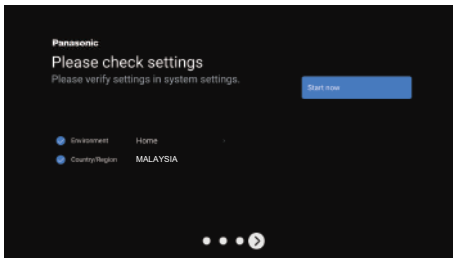 Panasonic
Please check settings
Please verify settings in system settings.
Start now
Environment Home
Country/Region MALAYSIA